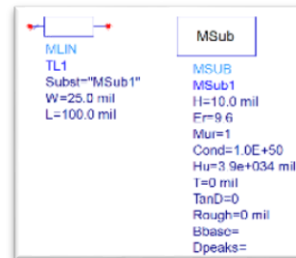 MLIN
TL1
Subst="MSub1"
W=25.0 mil
L=100.0 mil
MSub
MSUB
MSub1
H=10.0 mil
Er=9.6
Mur=1
Cond=1.0E+50
Hu=3.9e+034 mil
T=0 mil
TanD=0
Rough=0 mil
Bbase=
Dpeaks=